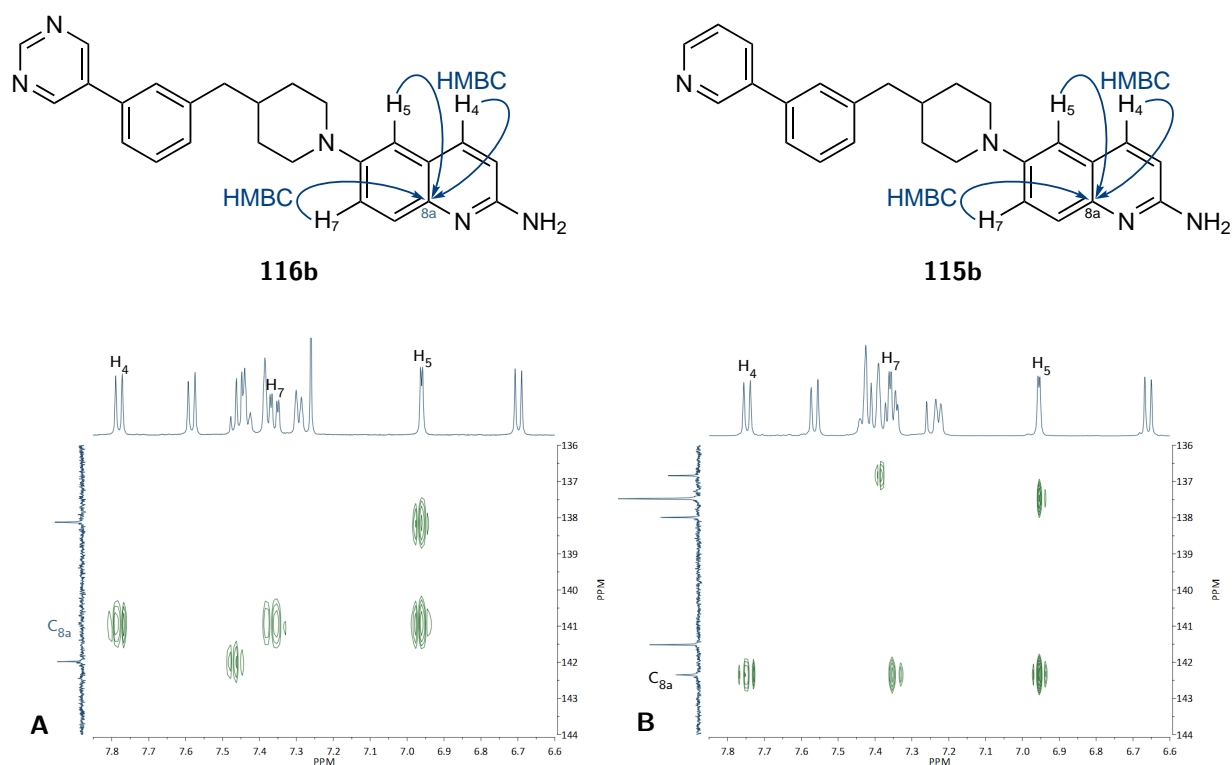 N
N
N
H5
H4
HMBC
HMBC
H7
8a
N
NH2
116b
N
N
H5
H4
HMBC
HMBC
H7
8a
N
NH2
115b
H4
H7
H5
136
137
138
139
140
141
142
143
144
PPM
C8a
A
7.8 7.7 7.6 7.5 7.4 7.3 7.2 7.1 7.0 6.9 6.8 6.7 6.6
PPM
H4
H7
H5
136
137
138
139
140
141
142
143
144
PPM
C8a
B
7.8 7.7 7.6 7.5 7.4 7.3 7.2 7.1 7.0 6.9 6.8 6.7 6.6
PPM